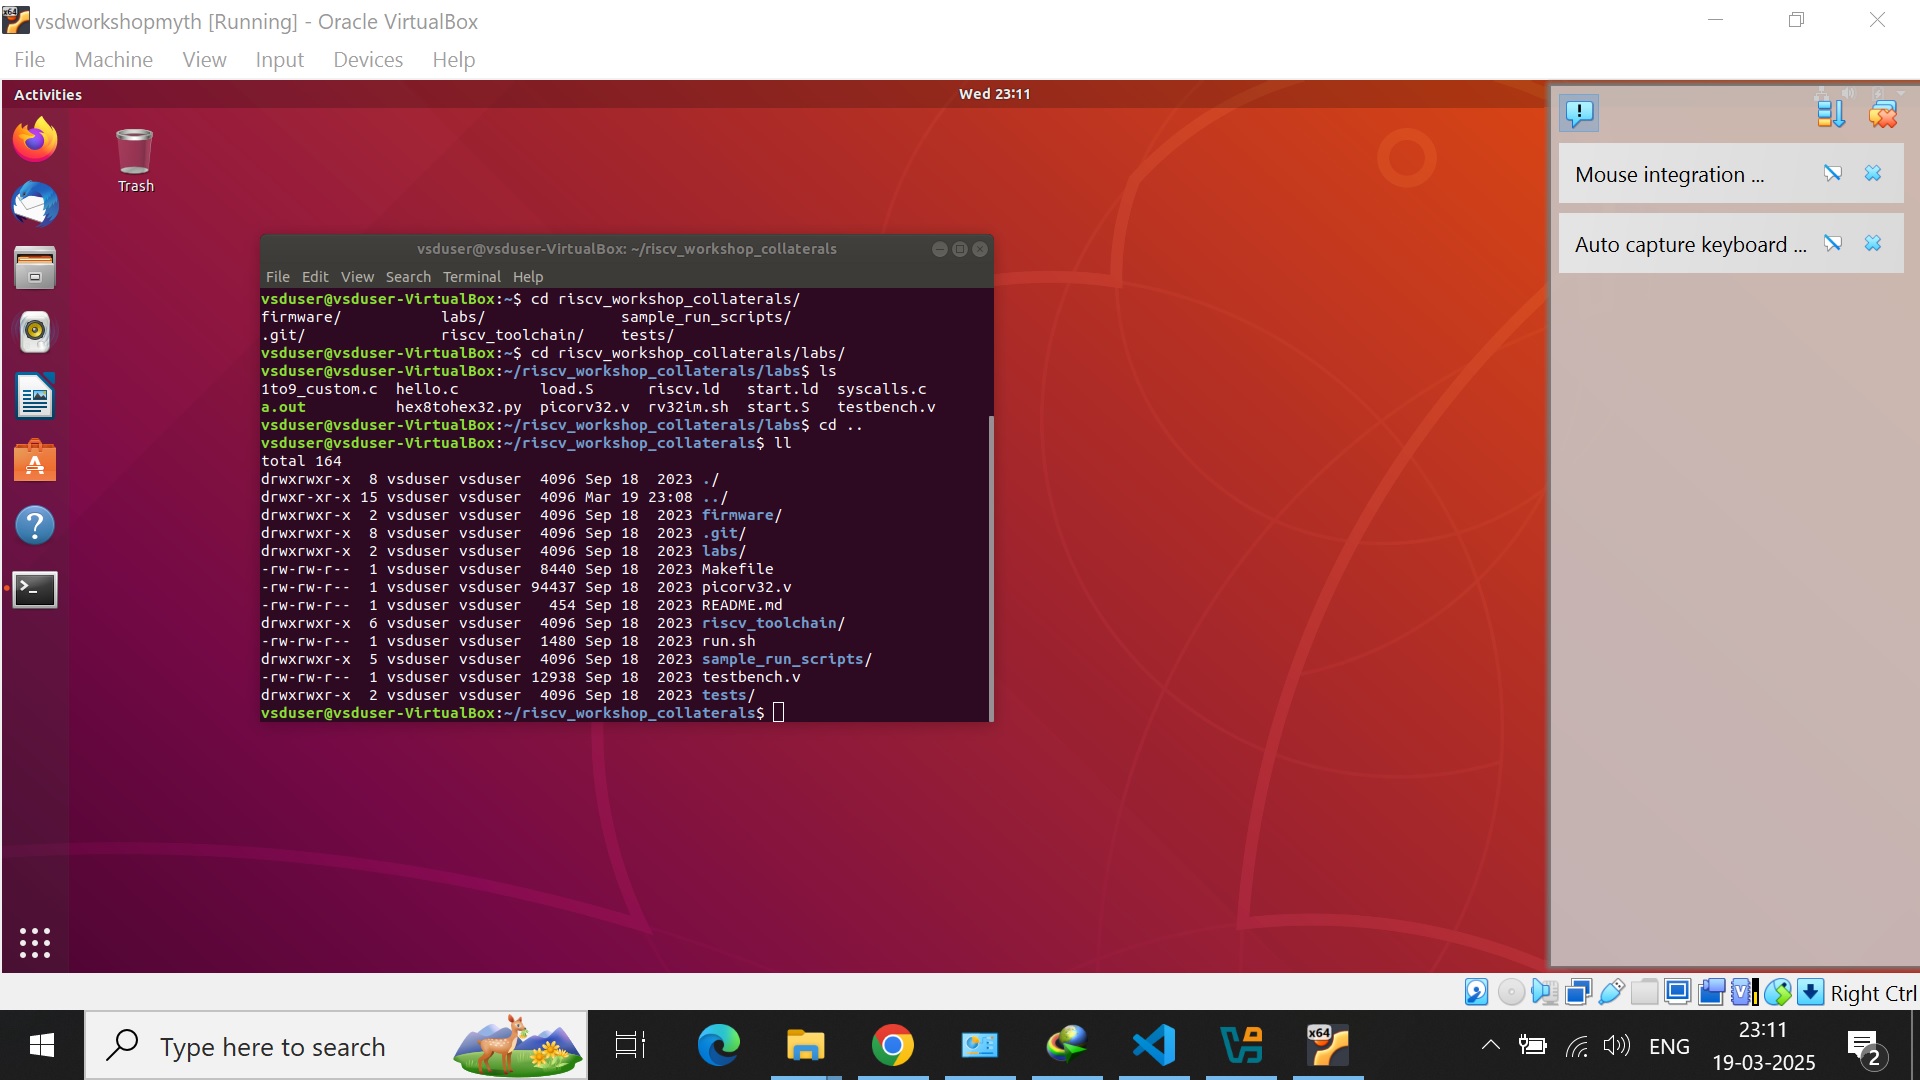 vsdworkshopmyth [Running] - Oracle VirtualBox
File Machine View Input Devices Help
Activities
Wed 23:11
Trash
Mouse integration ...
Auto capture keyboard ...
vsduser@vsduser-VirtualBox: ~/riscv_workshop_collaterals
File Edit View Search Terminal Help
vsduser@vsduser-VirtualBox:~$ cd riscv_workshop_collaterals/
firmware/ labs/ sample_run_scripts/
.git/ riscv_toolchain/ tests/
vsduser@vsduser-VirtualBox:~$ cd riscv_workshop_collaterals/labs/
vsduser@vsduser-VirtualBox:~/riscv_workshop_collaterals/labs$ ls
1to9_custom.c hello.c load.S riscv.ld start.ld syscalls.c
a.out hex8tohex32.py picorv32.v rv32im.sh start.S testbench.v
vsduser@vsduser-VirtualBox:~/riscv_workshop_collaterals/labs$ cd ..
vsduser@vsduser-VirtualBox:~/riscv_workshop_collaterals$ ll
total 164
drwxrwxr-x 8 vsduser vsduser 4096 Sep 18 2023 ./
drwxr-xr-x 15 vsduser vsduser 4096 Mar 19 23:08 ../
drwxrwxr-x 2 vsduser vsduser 4096 Sep 18 2023 firmware/
drwxrwxr-x 8 vsduser vsduser 4096 Sep 18 2023 .git/
drwxrwxr-x 2 vsduser vsduser 4096 Sep 18 2023 labs/
-rw-rw-r-- 1 vsduser vsduser 8440 Sep 18 2023 Makefile
-rw-rw-r-- 1 vsduser vsduser 94437 Sep 18 2023 picorv32.v
-rw-rw-r-- 1 vsduser vsduser 454 Sep 18 2023 README.md
drwxrwxr-x 6 vsduser vsduser 4096 Sep 18 2023 riscv_toolchain/
-rw-rw-r-- 1 vsduser vsduser 1480 Sep 18 2023 run.sh
drwxrwxr-x 5 vsduser vsduser 4096 Sep 18 2023 sample_run_scripts/
-rw-rw-r-- 1 vsduser vsduser 12938 Sep 18 2023 testbench.v
drwxrwxr-x 2 vsduser vsduser 4096 Sep 18 2023 tests/
vsduser@vsduser-VirtualBox:~/riscv_workshop_collaterals$
Right Ctrl
Type here to search
x64
ENG
23:11
19-03-2025
2